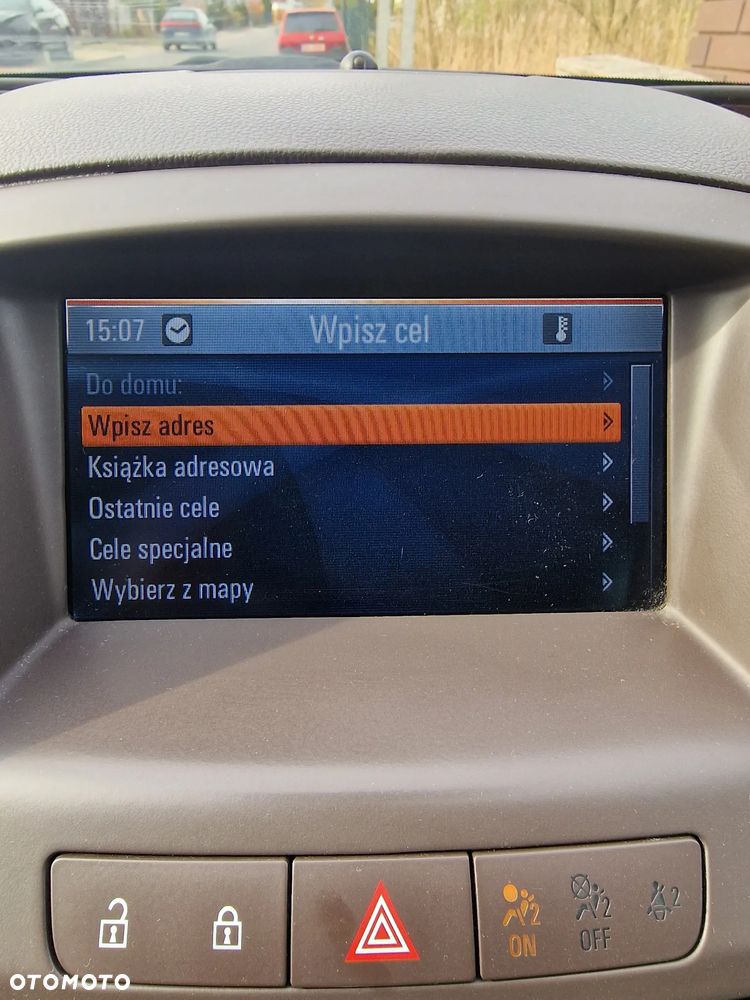 15:07 Wpisz cel
Do domu:
Wpisz adres
Książka adresowa
Ostatnie cele
Cele specjalne
Wybierz z mapy
2 2 2
ON OFF
OTOMOTO